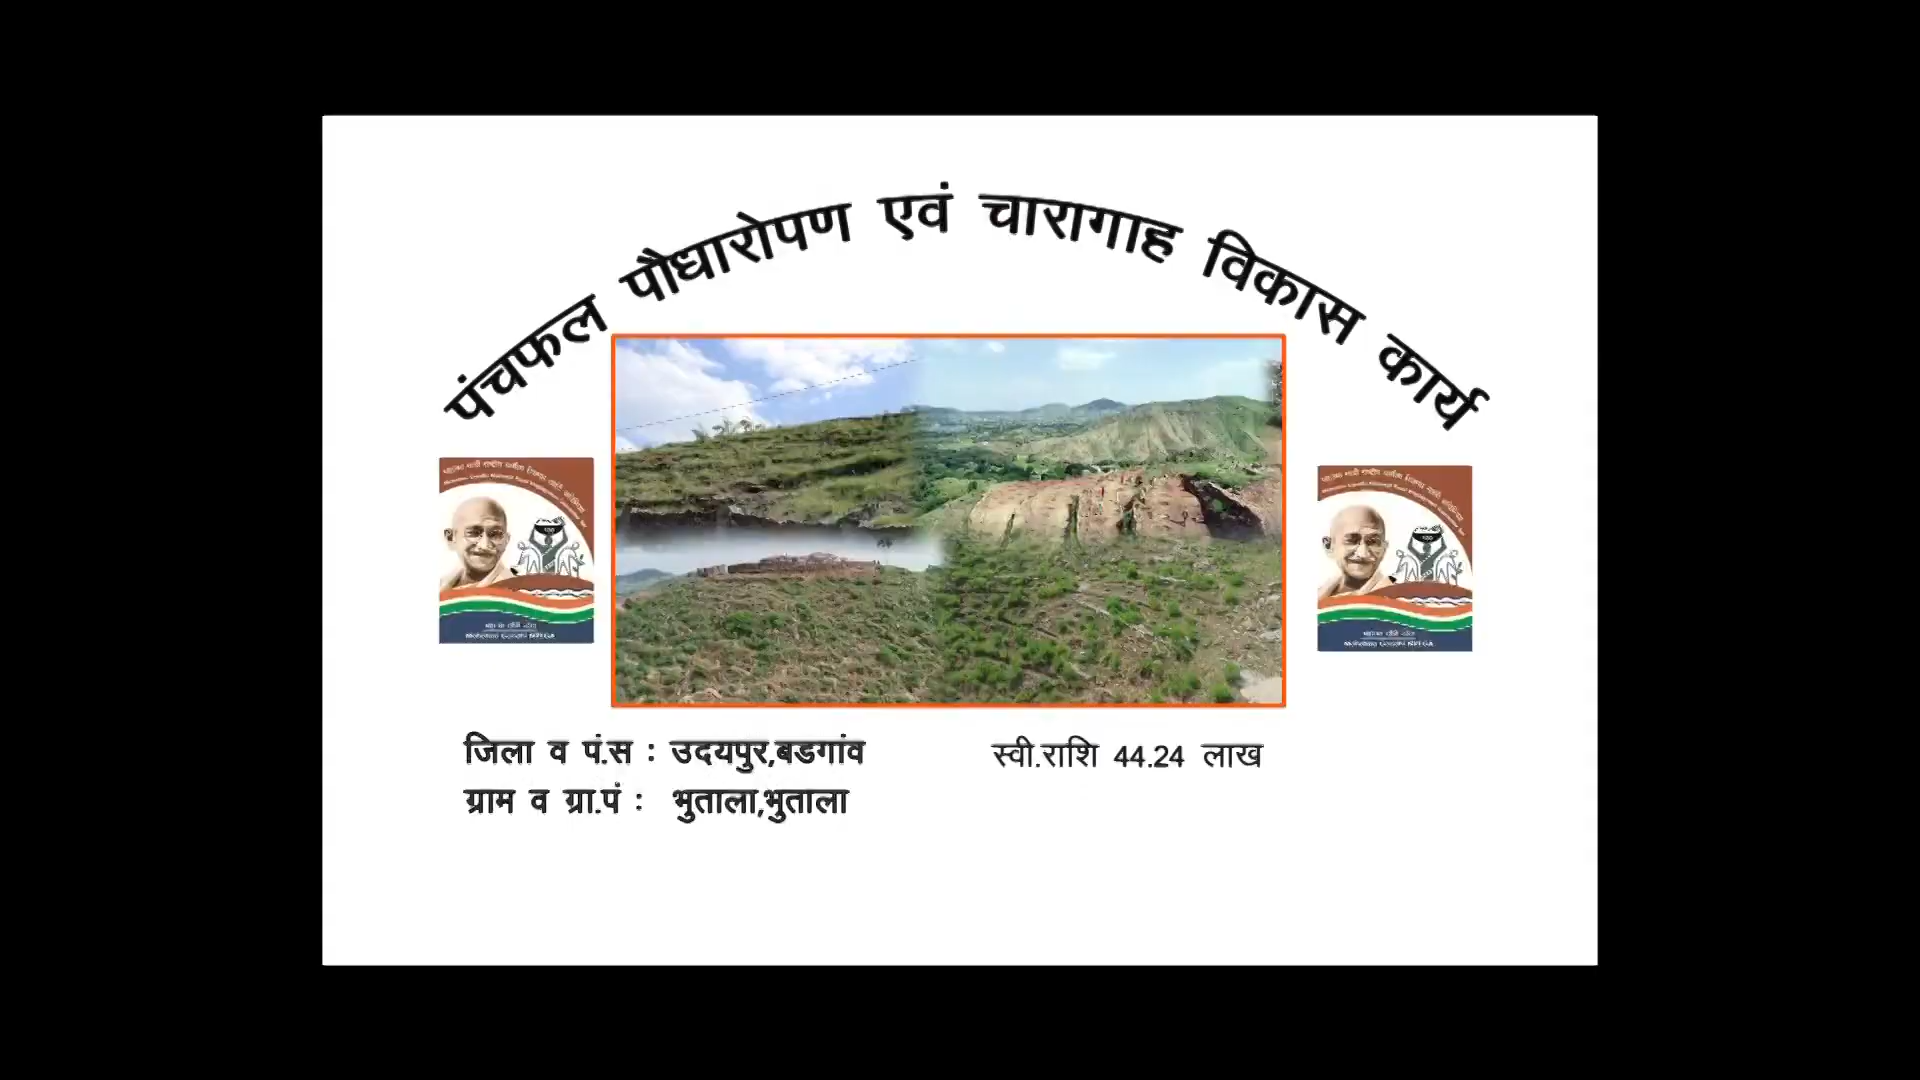 पंचफल पौधारोपण एवं चारागाह विकास कार्य
जिला व पं.स : उदयपुर,बडगांव
स्वी.राशि 44.24 लाख
ग्राम व ग्रा.पं : भुताला,भुताला